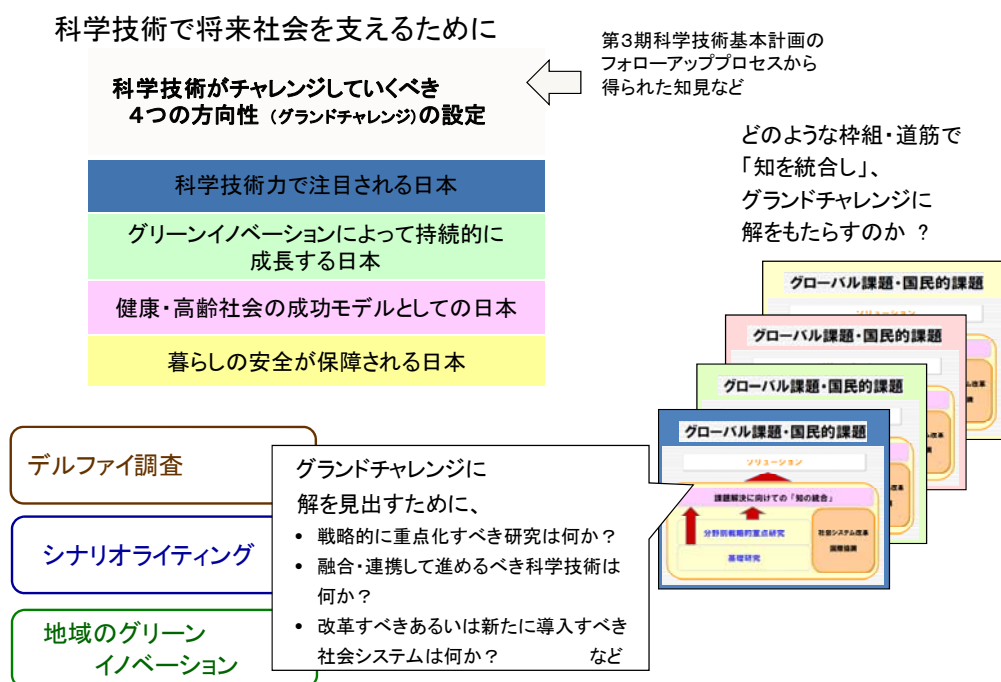 科学技術で将来社会を支えるために
科学技術がチャレンジしていくべき
４つの方向性 (グランドチャレンジ)の設定
第３期科学技術基本計画の
フォローアッププロセスから
得られた知見など
科学技術力で注目される日本
グリーンイノベーションによって持続的に
成長する日本
健康・高齢社会の成功モデルとしての日本
暮らしの安全が保障される日本
どのような枠組・道筋で
「知を統合し」、
グランドチャレンジに
解をもたらすのか ？
グローバル課題・国民的課題
ソリューション
グローバル課題・国民的課題
グローバル課題・国民的課題
グローバル課題・国民的課題
ソリューション
課題解決に向けての「知の統合」
分野別戦略的重点研究
基礎研究
社会システム改革
国際協調
デルファイ調査
シナリオライティング
地域のグリーン
イノベーション
グランドチャレンジに
解を見出すために、
• 戦略的に重点化すべき研究は何か？
• 融合・連携して進めるべき科学技術は
何か？
• 改革すべきあるいは新たに導入すべき
社会システムは何か？ など